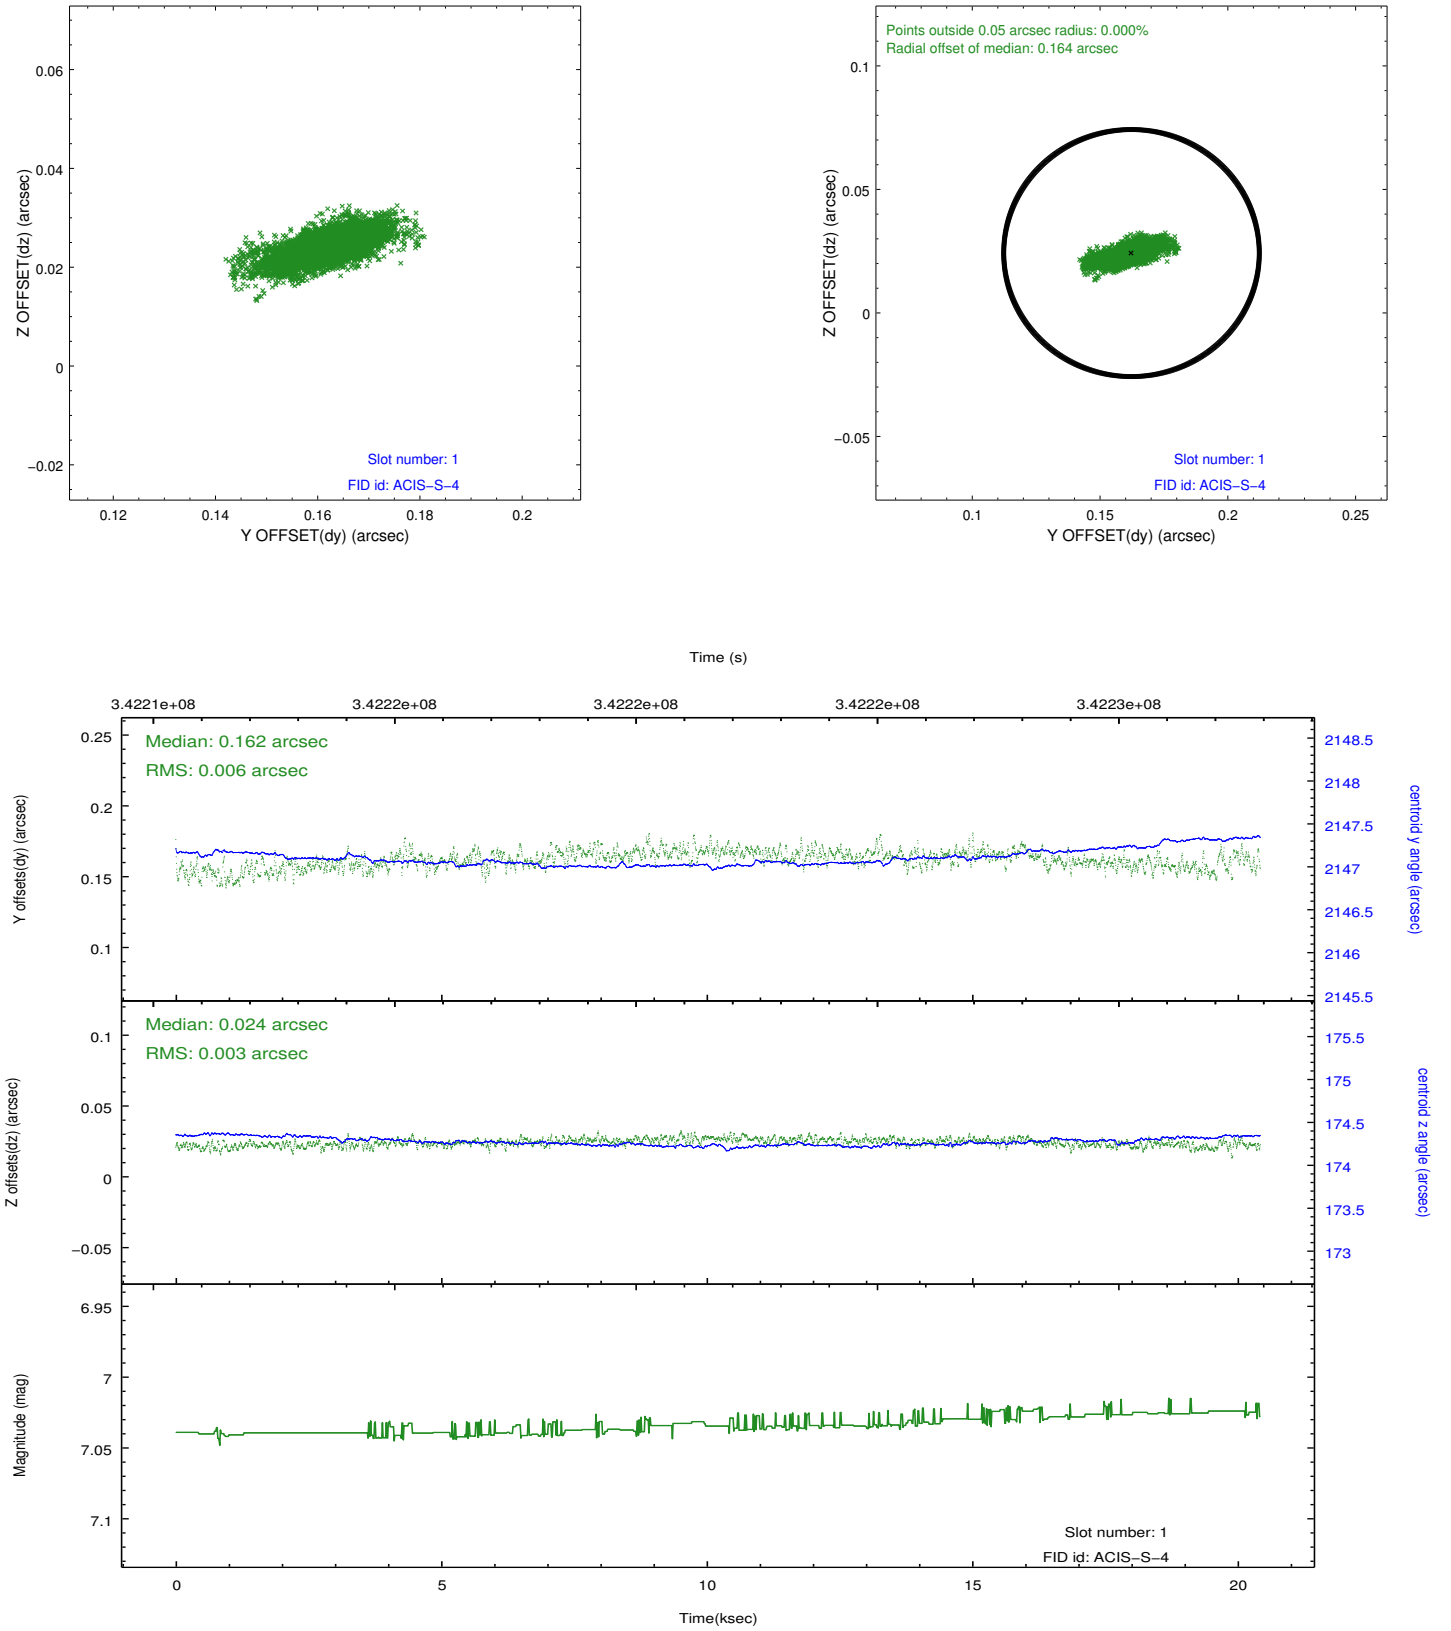 0.06
0.04
0.02
0
−0.02
Z OFFSET(dz) (arcsec)
Slot number: 1
FID id: ACIS−S−4
0.12
0.14
0.16
0.18
0.2
Y OFFSET(dy) (arcsec)
Points outside 0.05 arcsec radius: 0.000%
Radial offset of median: 0.164 arcsec
0.1
0.05
0
−0.05
Z OFFSET(dz) (arcsec)
Slot number: 1
FID id: ACIS−S−4
0.1
0.15
0.2
0.25
Y OFFSET(dy) (arcsec)
Time (s)
3.4221e+08
3.4222e+08
3.4222e+08
3.4222e+08
3.4223e+08
Median: 0.162 arcsec
RMS: 0.006 arcsec
0.25
0.2
0.15
0.1
Y offsets(dy) (arcsec)
2148.5
2148
2147.5
2147
2146.5
2146
2145.5
centroid y angle (arcsec)
Median: 0.024 arcsec
RMS: 0.003 arcsec
0.1
0.05
0
−0.05
Z offsets(dz) (arcsec)
175.5
175
174.5
174
173.5
173
centroid z angle (arcsec)
6.95
7
7.05
7.1
Magnitude (mag)
Slot number: 1
FID id: ACIS−S−4
0
5
10
15
20
Time(ksec)